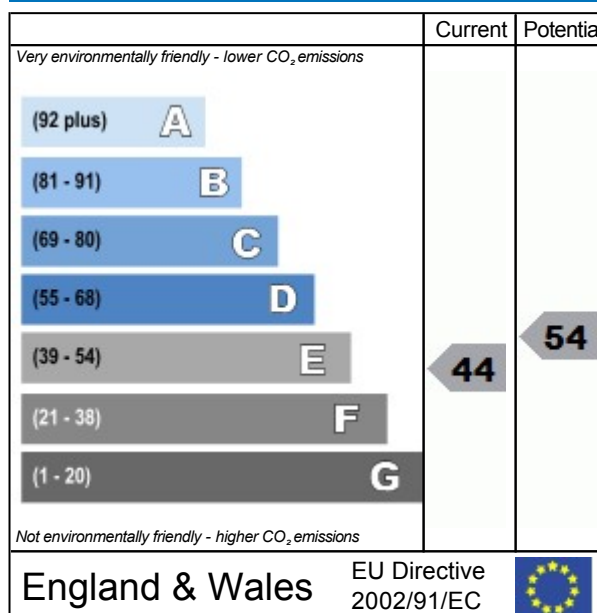 Current Potentia
Very environmentally friendly - lower CO₂ emissions
(92 plus) A
(81 - 91) B
(69 - 80) C
(55 - 68) D
(39 - 54) E
44
54
(21 - 38) F
(1 - 20) G
Not environmentally friendly - higher CO₂ emissions
England & Wales
EU Directive
2002/91/EC